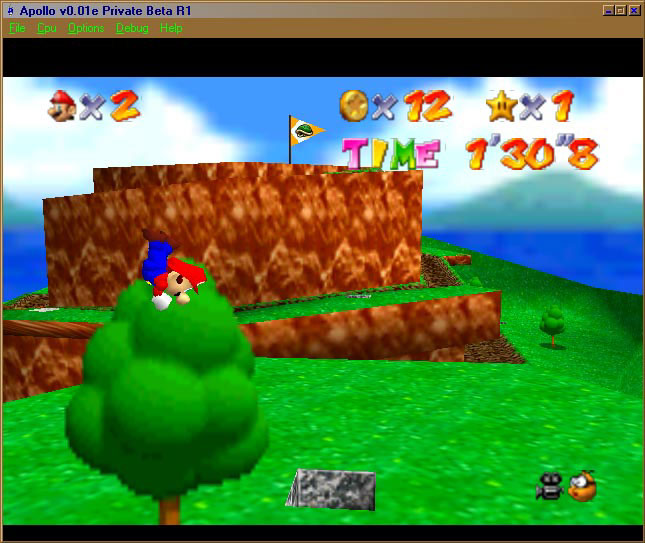 Apollo v0.01e Private Beta R1
File Cpu Options Debug Help
×2 ×12 ×1
TIME 1'30"8